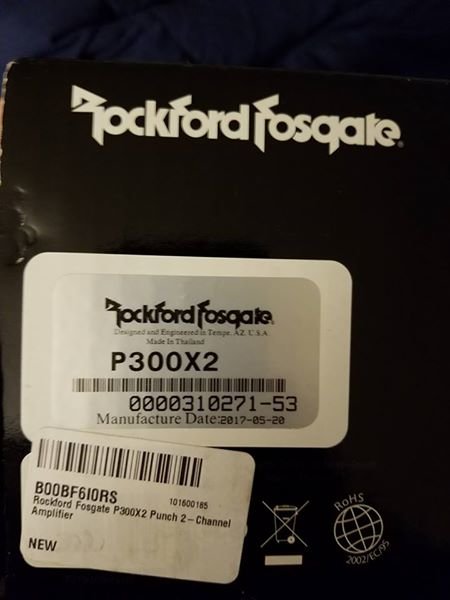 Rockford Fosgate
Rockford Fosgate
Designed and Engineered in Tempe, AZ. U.S.A
Made In Thailand
P300X2
0000310271-53
Manufacture Date:2017-05-20
B00BF6I0RS
101600185
Rockford Fosgate P300X2 Punch 2-Channel
Amplifier
NEW
RoHS
2002/EC/95